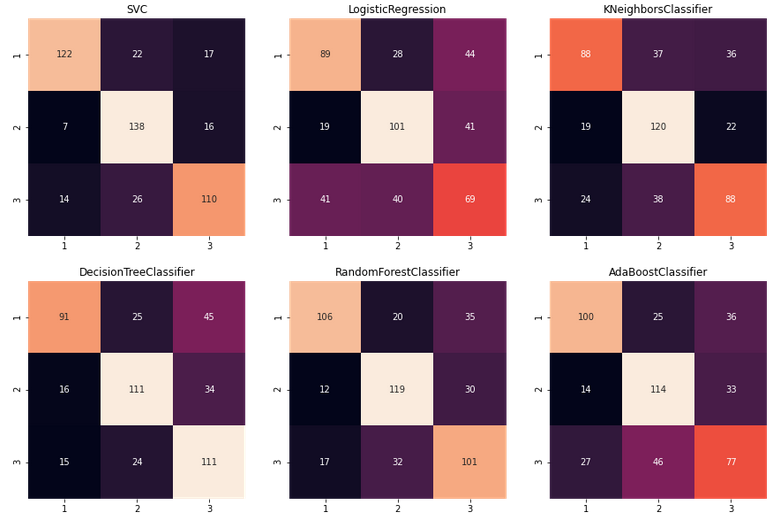 SVC LogisticRegression KNeighborsClassifier
1 122 22 17 1 89 28 44 1 88 37 36
2 7 138 16 2 19 101 41 2 19 120 22
3 14 26 110 3 41 40 69 3 24 38 88
1 2 3 1 2 3 1 2 3
DecisionTreeClassifier RandomForestClassifier AdaBoostClassifier
1 91 25 45 1 106 20 35 1 100 25 36
2 16 111 34 2 12 119 30 2 14 114 33
3 15 24 111 3 17 32 101 3 27 46 77
1 2 3 1 2 3 1 2 3